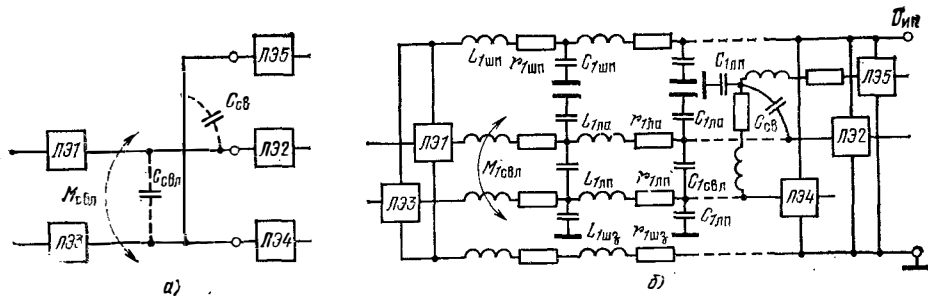 ЛЭ5
Cсв
ЛЭ1
ЛЭ2
Mсвл
Cсвл
ЛЭ3
ЛЭ4
а)
Uип
L1шп
r1шп
C1шп
C1лп
ЛЭ5
Cсв
L1ла
r1ла
C1ла
ЛЭ1
ЛЭ2
M1свл
L1лп
r1лп
C1свл
ЛЭ3
ЛЭ4
C1лп
L1шз
r1шз
б)